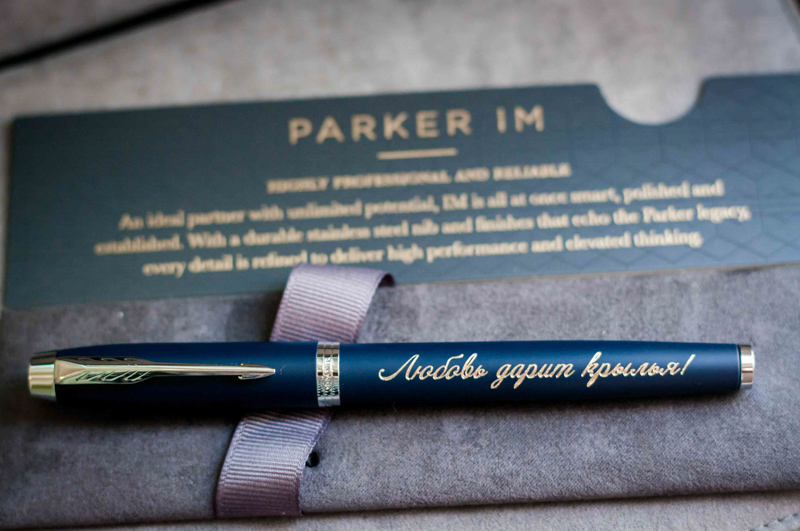 PARKER IM
HIGHLY PROFESSIONAL AND RELIABLE
An ideal partner with unlimited potential, IM is all at once smart, polished and
established. With a durable stainless steel nib and finishes that echo the Parker legacy,
every detail is refined to deliver high performance and elevated thinking.
Любовь дарит крылья!